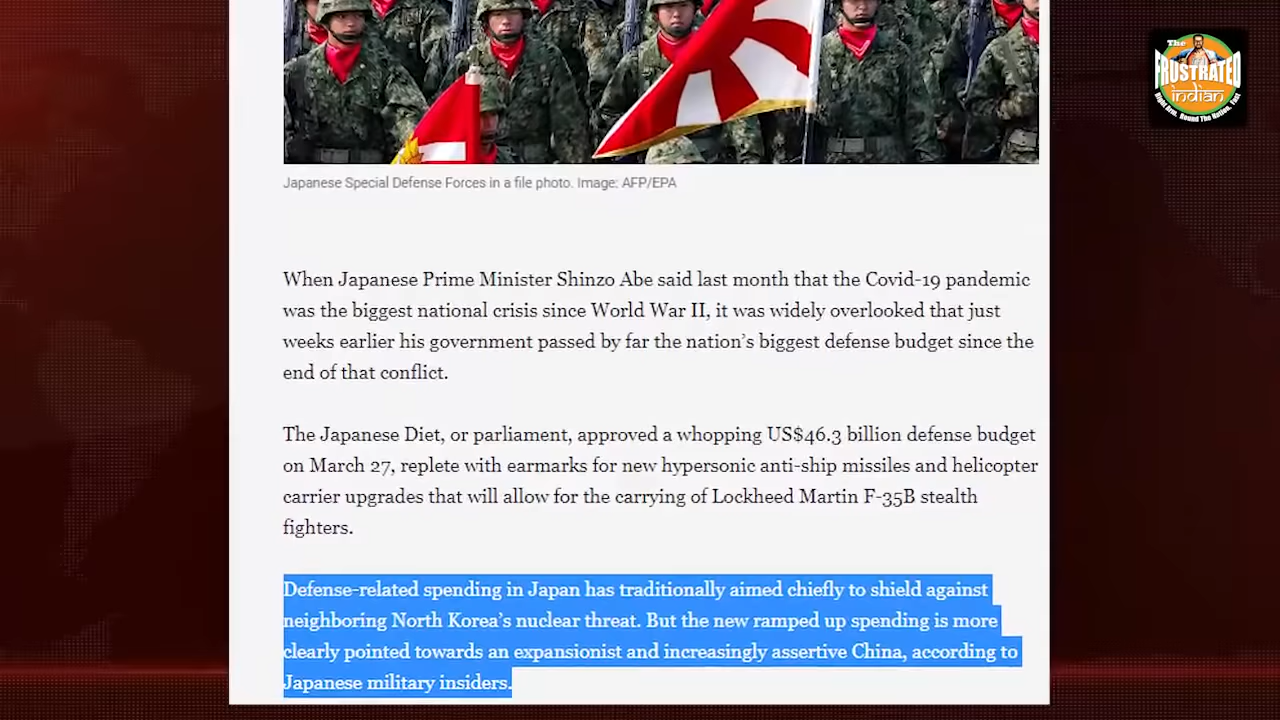 The
FRUSTRATED
indian
Right Arm. Round The Nation. Take
Japanese Special Defense Forces in a file photo. Image: AFP/EPA
When Japanese Prime Minister Shinzo Abe said last month that the Covid-19 pandemic
was the biggest national crisis since World War II, it was widely overlooked that just
weeks earlier his government passed by far the nation’s biggest defense budget since the
end of that conflict.
The Japanese Diet, or parliament, approved a whopping US$46.3 billion defense budget
on March 27, replete with earmarks for new hypersonic anti-ship missiles and helicopter
carrier upgrades that will allow for the carrying of Lockheed Martin F-35B stealth
fighters.
Defense-related spending in Japan has traditionally aimed chiefly to shield against
neighboring North Korea’s nuclear threat. But the new ramped up spending is more
clearly pointed towards an expansionist and increasingly assertive China, according to
Japanese military insiders.